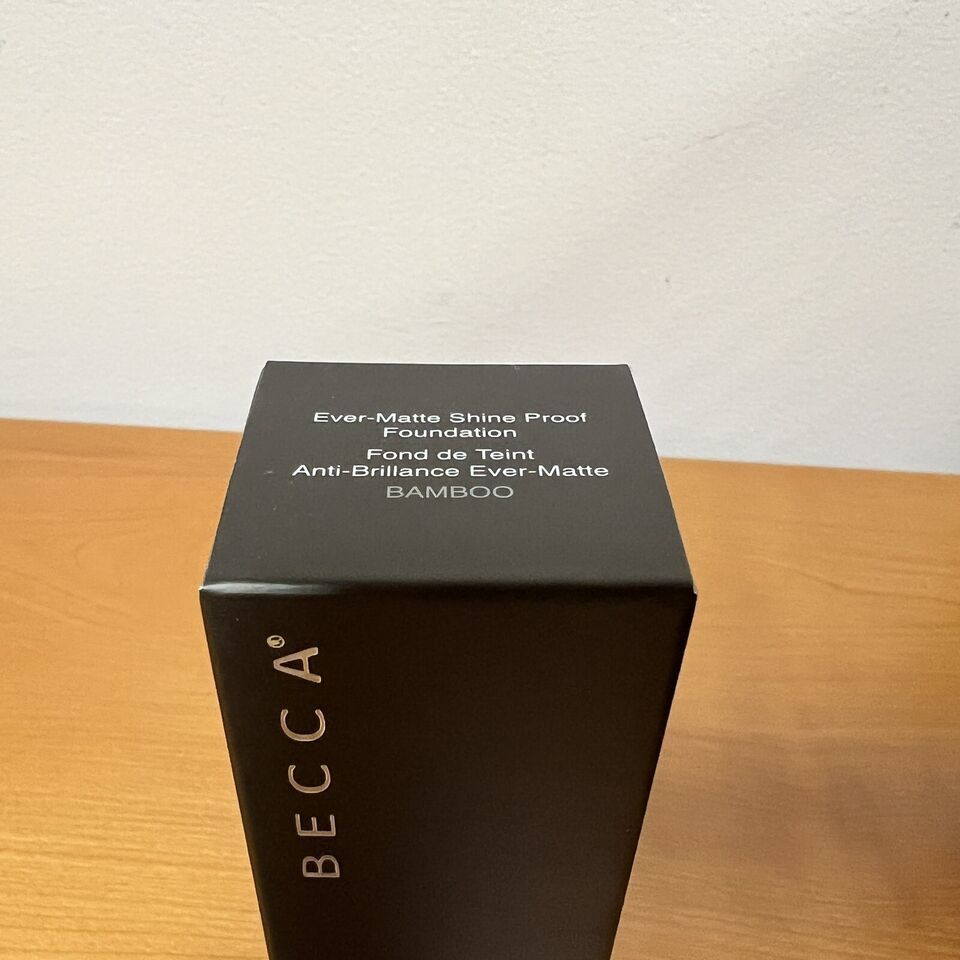 Ever-Matte Shine Proof
Foundation
Fond de Teint
Anti-Brillance Ever-Matte
BAMBOO
BECCA®